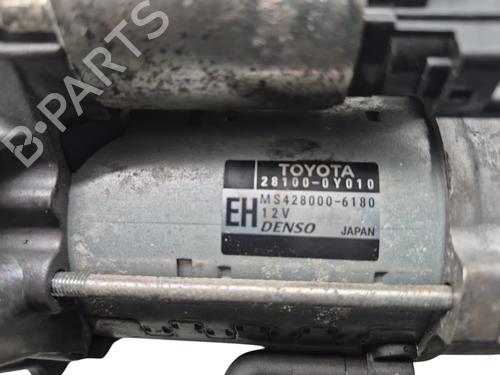 B-PARTS
TOYOTA
28100-0Y010
EH
MS428000-6180
12V
DENSO JAPAN